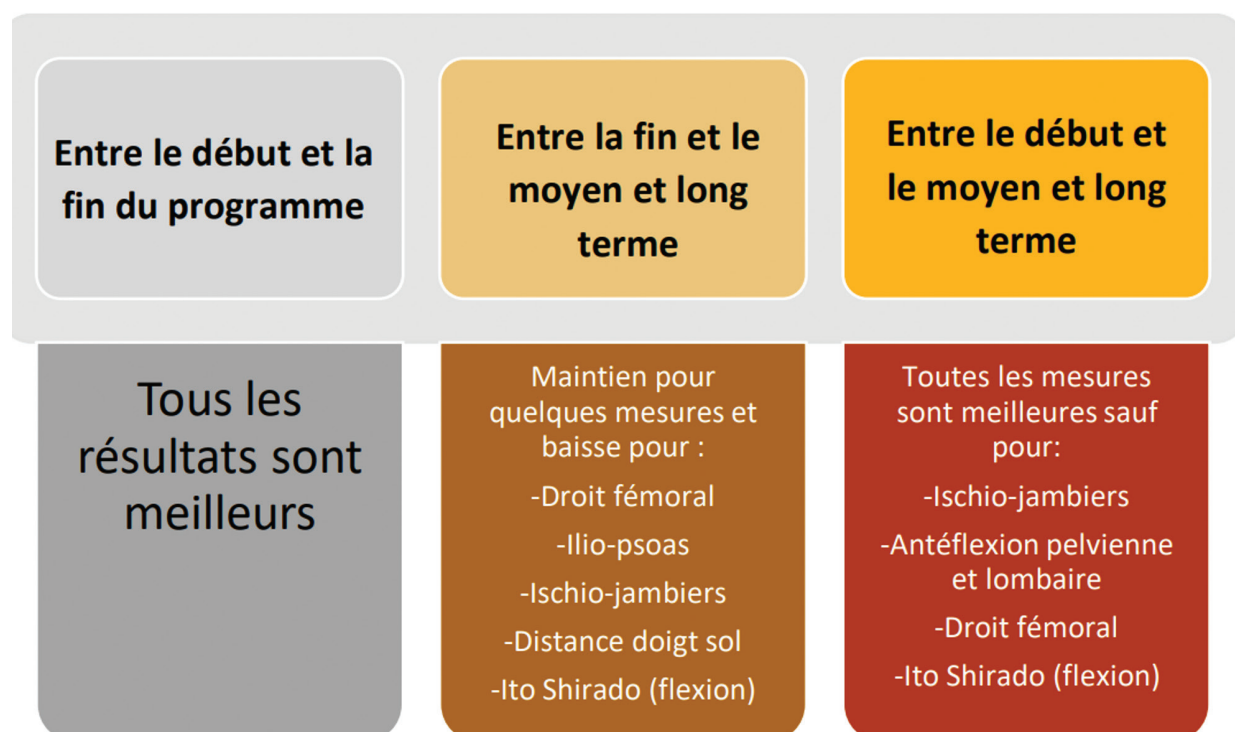 Entre le début et la
fin du programme
Entre la fin et le
moyen et long
terme
Entre le début et
le moyen et long
terme
Tous les
résultats sont
meilleurs
Maintien pour
quelques mesures et
baisse pour :
-Droit fémoral
-Ilio-psoas
-Ischio-jambiers
-Distance doigt sol
-Ito Shirado (flexion)
Toutes les mesures
sont meilleures sauf
pour:
-Ischio-jambiers
-Antéflexion pelvienne
et lombaire
-Droit fémoral
-Ito Shirado (flexion)